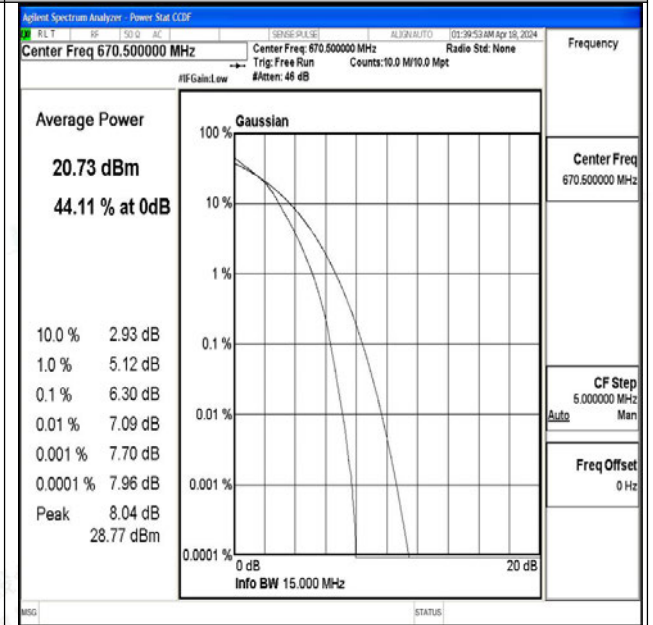 Agilent Spectrum Analyzer - Power Stat CCDF
RLT RF 50 Ω AC SENSE:PULSE ALIGN AUTO 01:39:53 AM Apr 18, 2024
Center Freq 670.500000 MHz
Center Freq: 670.500000 MHz Radio Std: None
Trig: Free Run Counts:10.0 M/10.0 Mpt
#IFGain:Low #Atten: 46 dB
Frequency
Average Power
20.73 dBm
44.11 % at 0dB
10.0 % 2.93 dB
1.0 % 5.12 dB
0.1 % 6.30 dB
0.01 % 7.09 dB
0.001 % 7.70 dB
0.0001 % 7.96 dB
Peak 8.04 dB
28.77 dBm
Gaussian
100 %
10 %
1 %
0.1 %
0.01 %
0.001 %
0.0001 %
0 dB 20 dB
Info BW 15.000 MHz
Center Freq
670.500000 MHz
CF Step
5.000000 MHz
Auto Man
Freq Offset
0 Hz
MSG STATUS